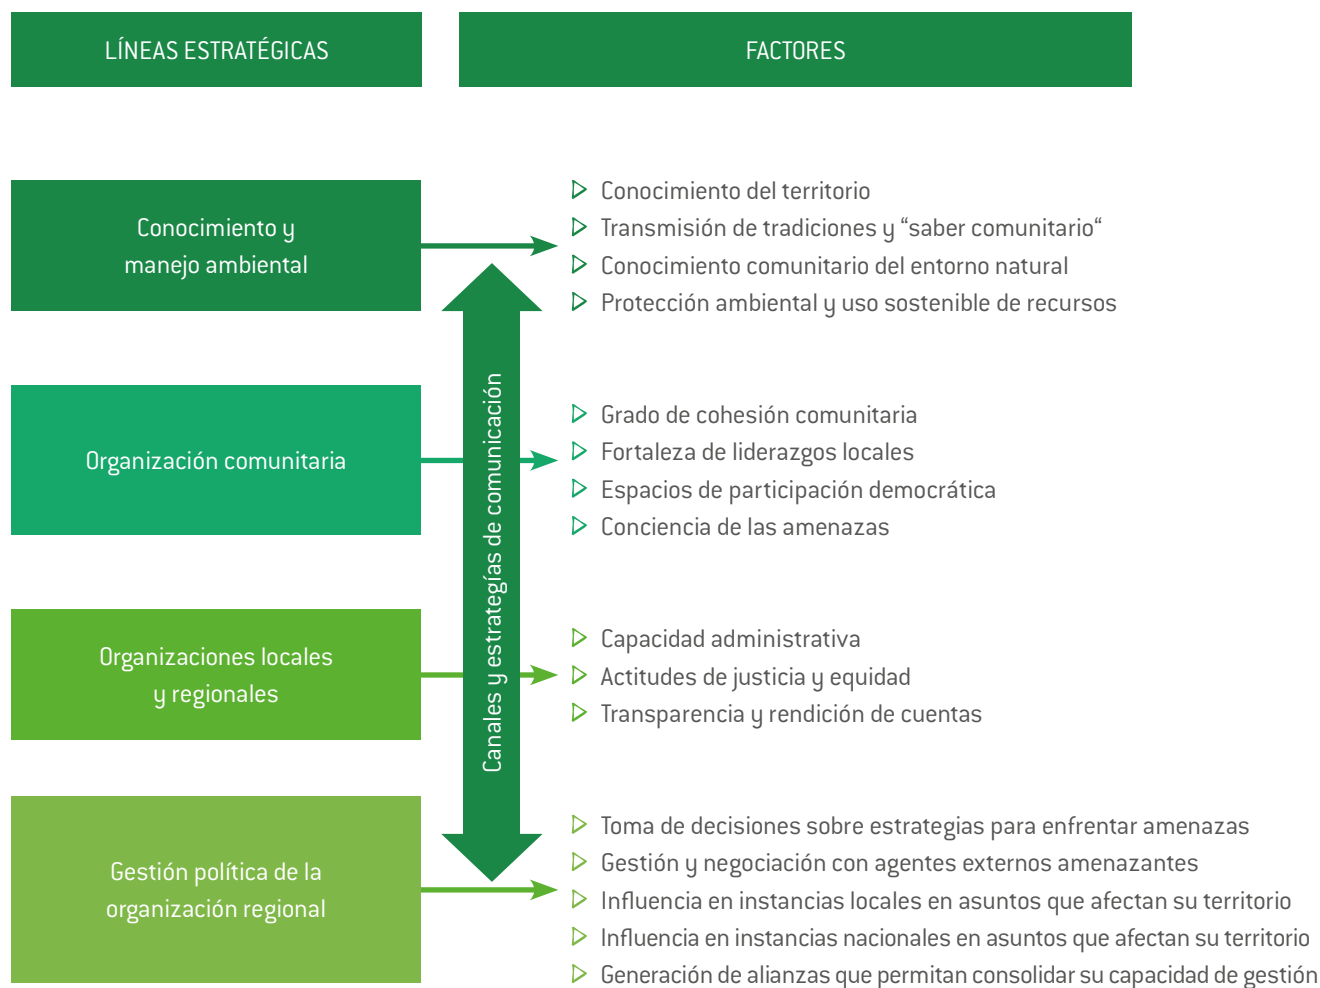 LÍNEAS ESTRATÉGICAS
FACTORES
Conocimiento y
manejo ambiental
Conocimiento del territorio
Transmisión de tradiciones y “saber comunitario“
Conocimiento comunitario del entorno natural
Protección ambiental y uso sostenible de recursos
Canales y estrategías de comunicación
Organización comunitaria
Grado de cohesión comunitaria
Fortaleza de liderazgos locales
Espacios de participación democrática
Conciencia de las amenazas
Organizaciones locales
y regionales
Capacidad administrativa
Actitudes de justicia y equidad
Transparencia y rendición de cuentas
Gestión política de la
organización regional
Toma de decisiones sobre estrategias para enfrentar amenazas
Gestión y negociación con agentes externos amenazantes
Influencia en instancias locales en asuntos que afectan su territorio
Influencia en instancias nacionales en asuntos que afectan su territorio
Generación de alianzas que permitan consolidar su capacidad de gestión